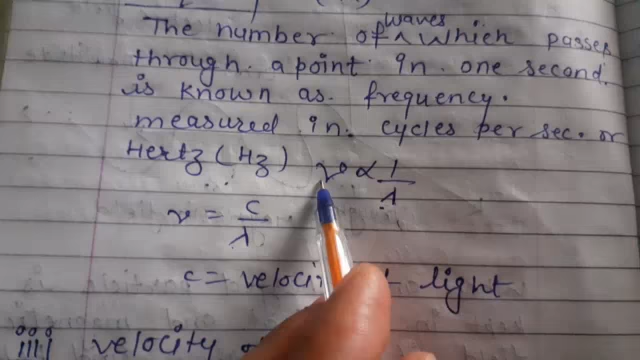 The number of waves which passes
through a point in one second.
is known as frequency.
measured in cycles per sec. or
Hertz (Hz) ν ∝ 1/λ
ν = c/λ
c = velocity light
iii) velocity